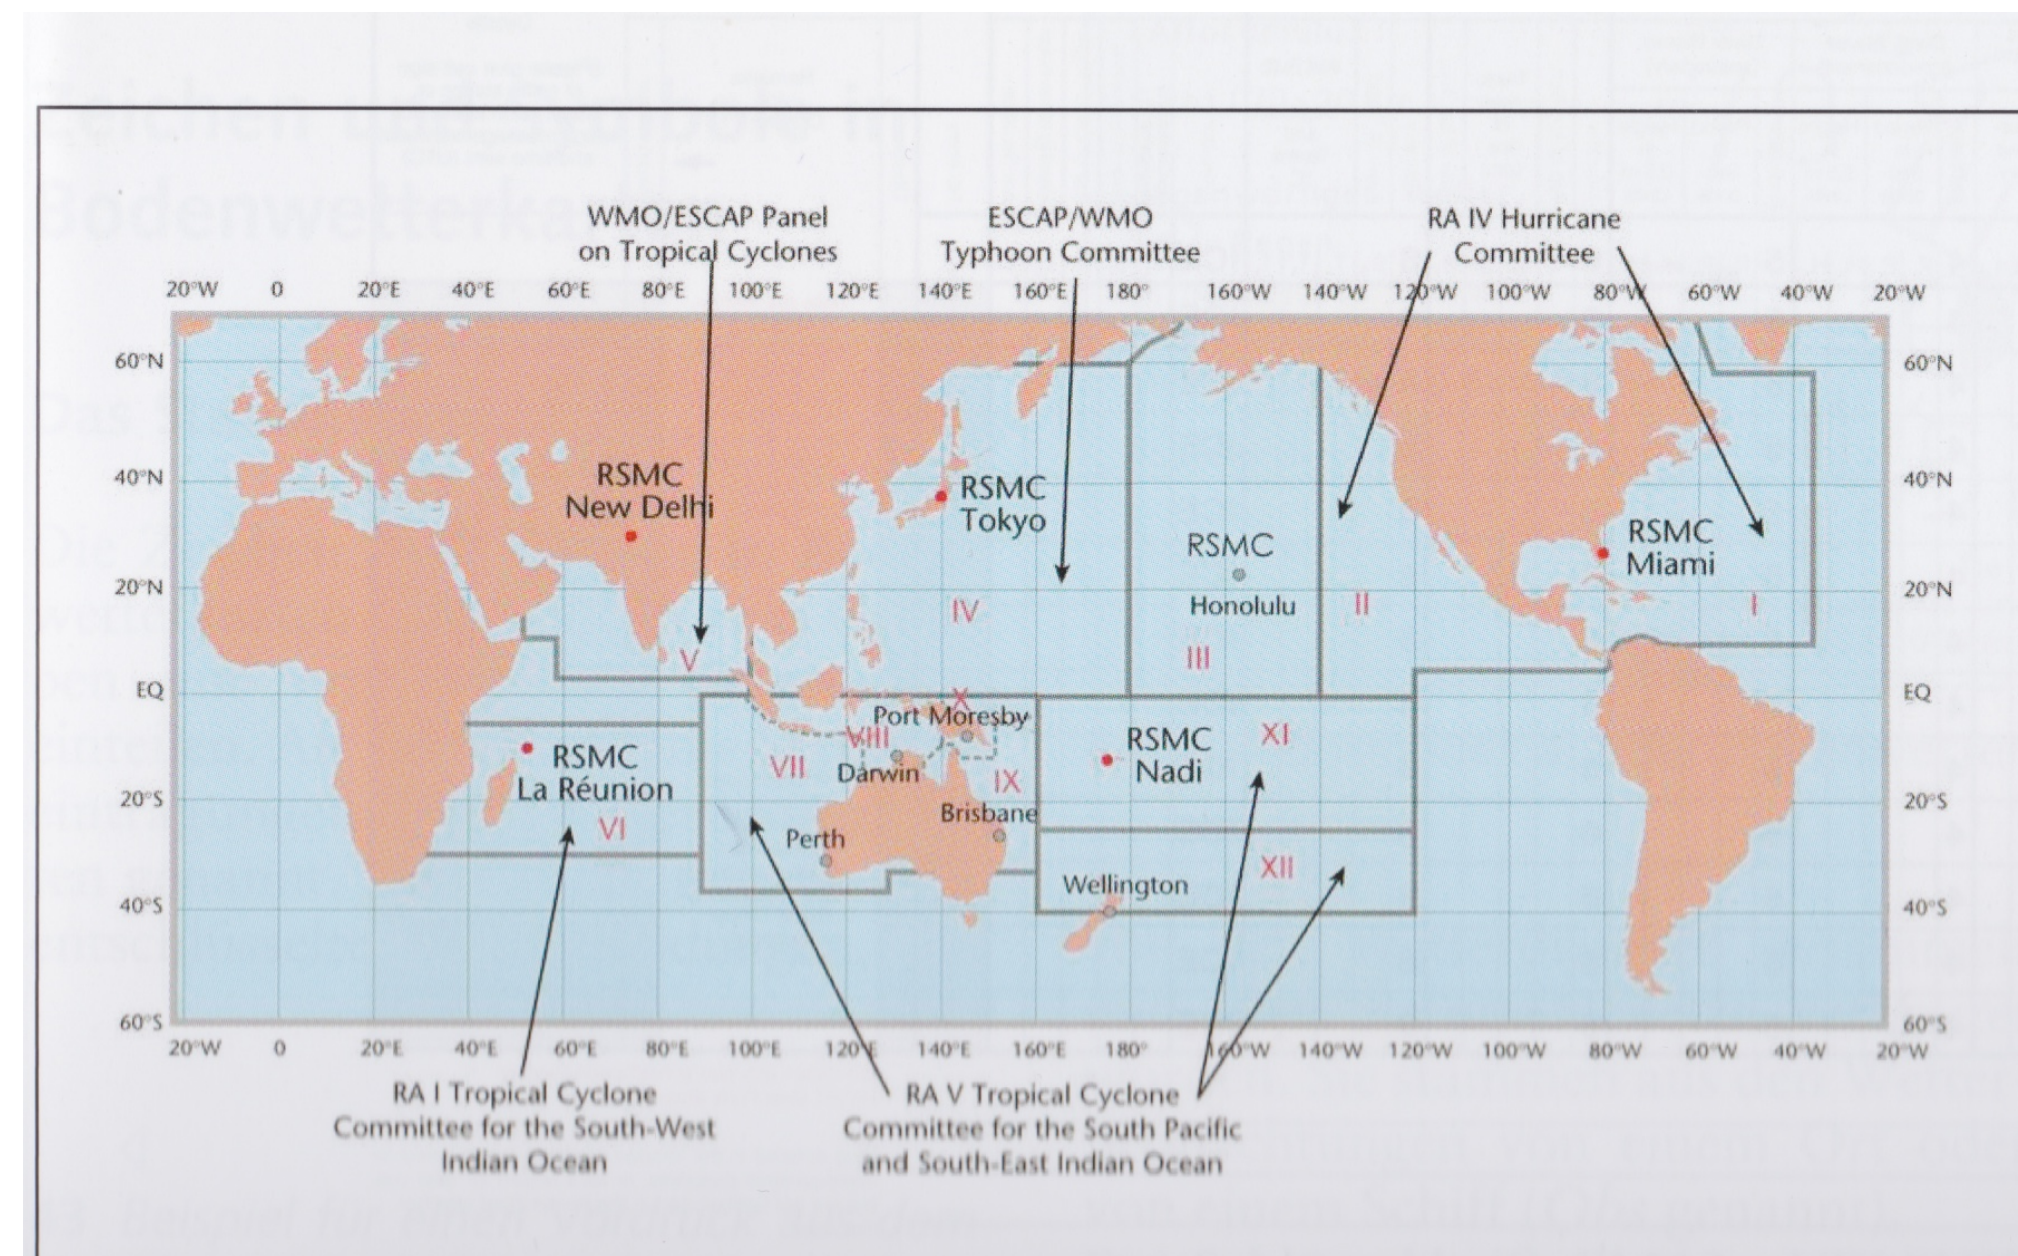 WMO/ESCAP Panel
on Tropical Cyclones
ESCAP/WMO
Typhoon Committee
RA IV Hurricane
Committee
20°W 0 20°E 40°E 60°E 80°E 100°E 120°E 140°E 160°E 180° 160°W 140°W 120°W 100°W 80°W 60°W 40°W 20°W
60°N 60°N
40°N 40°N
RSMC
New Delhi
RSMC
Tokyo
RSMC
Honolulu
RSMC
Miami
20°N 20°N
IV
III
II
I
V
EQ EQ
X
Port Moresby
VIII
VII
Darwin
IX
RSMC
Nadi
XI
RSMC
La Réunion
VI
20°S 20°S
Brisbane
Perth
XII
Wellington
40°S 40°S
60°S 60°S
20°W 0 20°E 40°E 60°E 80°E 100°E 120°E 140°E 160°E 180° 160°W 140°W 120°W 100°W 80°W 60°W 40°W 20°W
RA I Tropical Cyclone
Committee for the South-West
Indian Ocean
RA V Tropical Cyclone
Committee for the South Pacific
and South-East Indian Ocean
Zeichen und Symbole in
Bodenwetterkarten